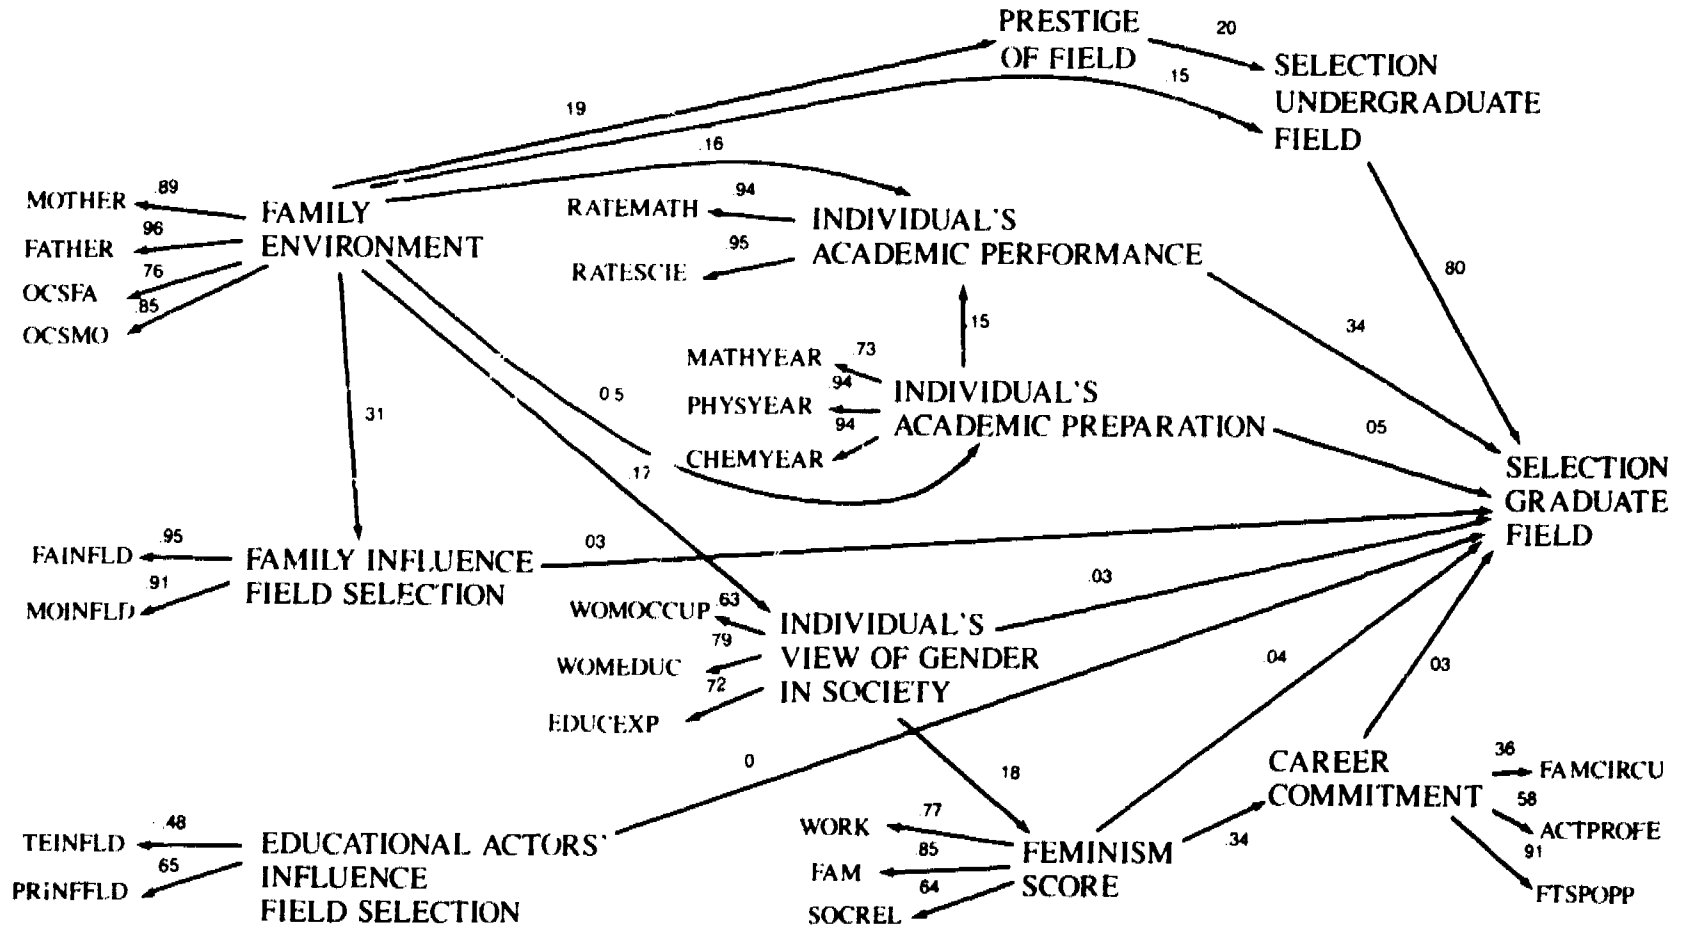 PRESTIGE
OF FIELD
20
SELECTION
UNDERGRADUATE
FIELD
.15
19
.16
MOTHER
.89
FATHER
96
OCSFA
76
OCSMO
.85
FAMILY
ENVIRONMENT
RATEMATH
.94
RATESCIE
.95
INDIVIDUAL'S
ACADEMIC PERFORMANCE
80
34
15
MATHYEAR
.73
PHYSYEAR
.94
CHEMYEAR
94
INDIVIDUAL'S
ACADEMIC PREPARATION
05
0 5
.31
.17
SELECTION
GRADUATE
FIELD
FAINFLD
.95
MOINFLD
.91
FAMILY INFLUENCE
FIELD SELECTION
03
WOMOCCUP
.63
WOMEDUC
79
EDUCEXP
72
INDIVIDUAL'S
VIEW OF GENDER
IN SOCIETY
.03
.04
03
0
18
CAREER
COMMITMENT
36
FAMCIRCU
58
ACTPROFE
91
FTSPOPP
TEINFLD
.48
PRINFFLD
65
EDUCATIONAL ACTORS'
INFLUENCE
FIELD SELECTION
WORK
.77
FAM
.85
SOCREL
64
FEMINISM
SCORE
.34